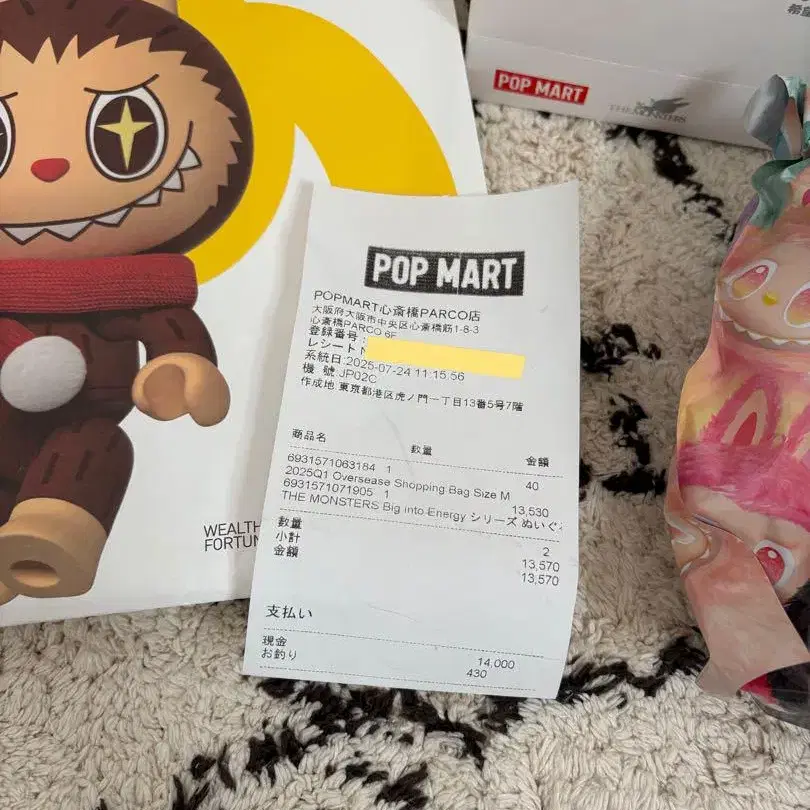 POP MART
THE MONSTERS
POP MART
POPMART心斎橋PARCO店
大阪府大阪市中央区心斎橋筋1-8-3
心斎橋PARCO 6F
登録番号:
レシート
系統日:2025-07-24 11:15:56
機 號:JP02C
作成地 東京都港区虎ノ門一丁目13番5号7階
商品名 数量 金額
6931571063184 1 40
2025Q1 Oversease Shopping Bag Size M
6931571071905 1 13,530
THE MONSTERS Big into Energy シリーズ ぬいぐ
数量 2
小計 13,570
金額 13,570
支払い
現金 14,000
お釣り 430
WEALTH
FORTUN